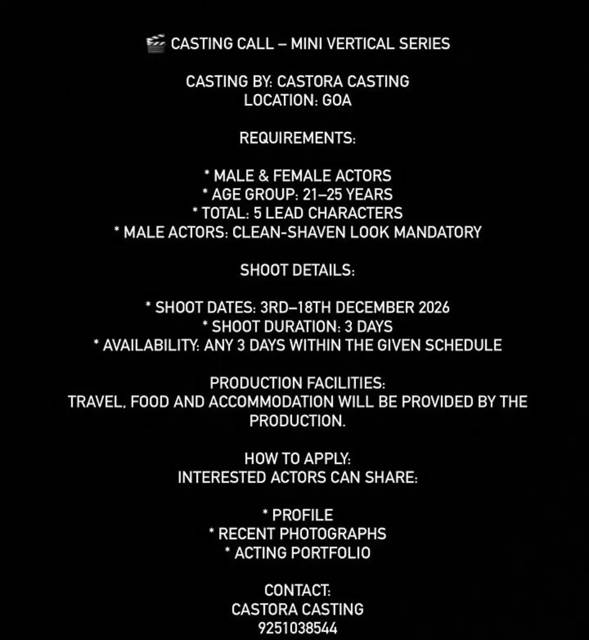 🎬 CASTING CALL – MINI VERTICAL SERIES
CASTING BY: CASTORA CASTING
LOCATION: GOA
REQUIREMENTS:
* MALE & FEMALE ACTORS
* AGE GROUP: 21–25 YEARS
* TOTAL: 5 LEAD CHARACTERS
* MALE ACTORS: CLEAN-SHAVEN LOOK MANDATORY
SHOOT DETAILS:
* SHOOT DATES: 3RD–18TH DECEMBER 2026
* SHOOT DURATION: 3 DAYS
* AVAILABILITY: ANY 3 DAYS WITHIN THE GIVEN SCHEDULE
PRODUCTION FACILITIES:
TRAVEL, FOOD AND ACCOMMODATION WILL BE PROVIDED BY THE
PRODUCTION.
HOW TO APPLY:
INTERESTED ACTORS CAN SHARE:
* PROFILE
* RECENT PHOTOGRAPHS
* ACTING PORTFOLIO
CONTACT:
CASTORA CASTING
9251038544